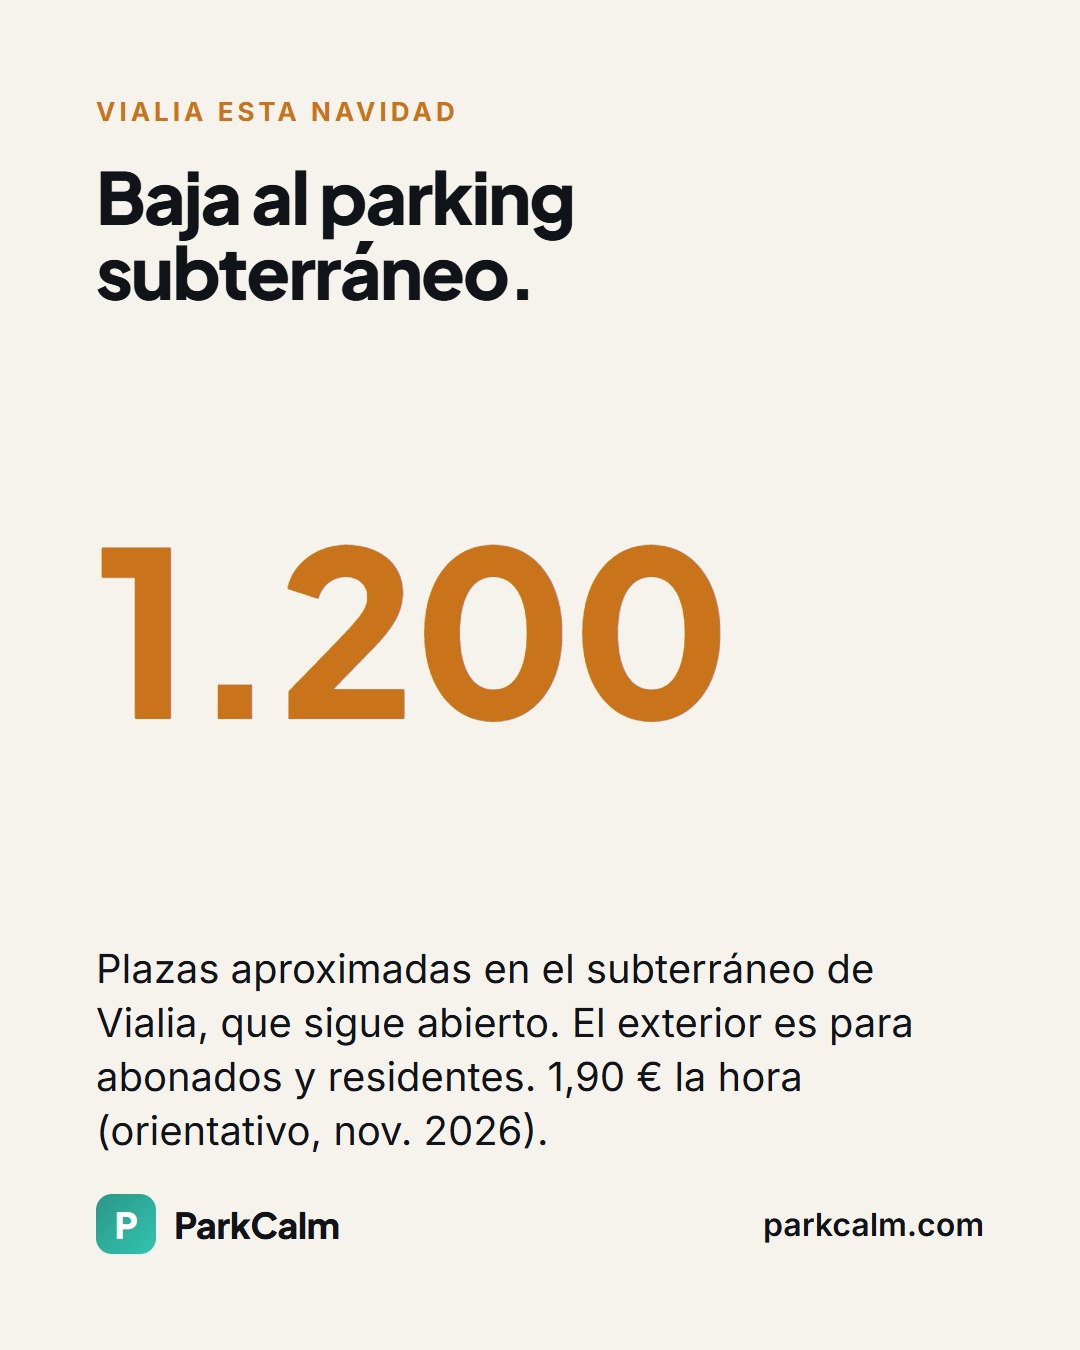 VIALIA ESTA NAVIDAD
Baja al parking
subterráneo.
1.200
Plazas aproximadas en el subterráneo de
Vialia, que sigue abierto. El exterior es para
abonados y residentes. 1,90 € la hora
(orientativo, nov. 2026).
P ParkCalm
parkcalm.com